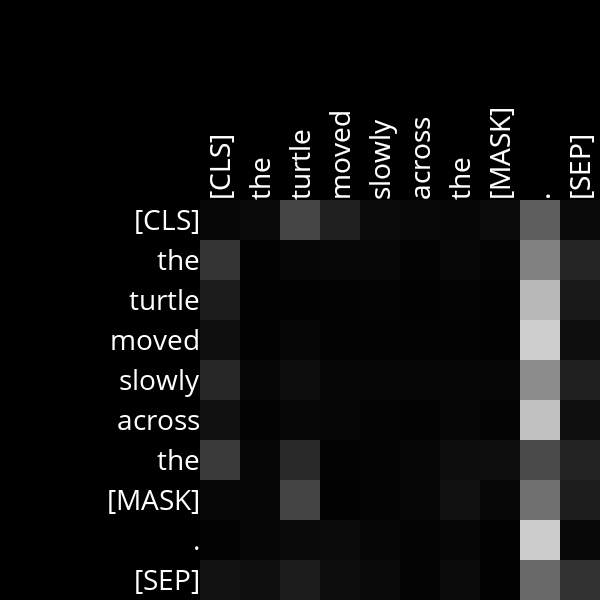 [CLS]
the
turtle
moved
slowly
across
the
[MASK]
.
[SEP]
[CLS]
the
turtle
moved
slowly
across
the
[MASK]
.
[SEP]